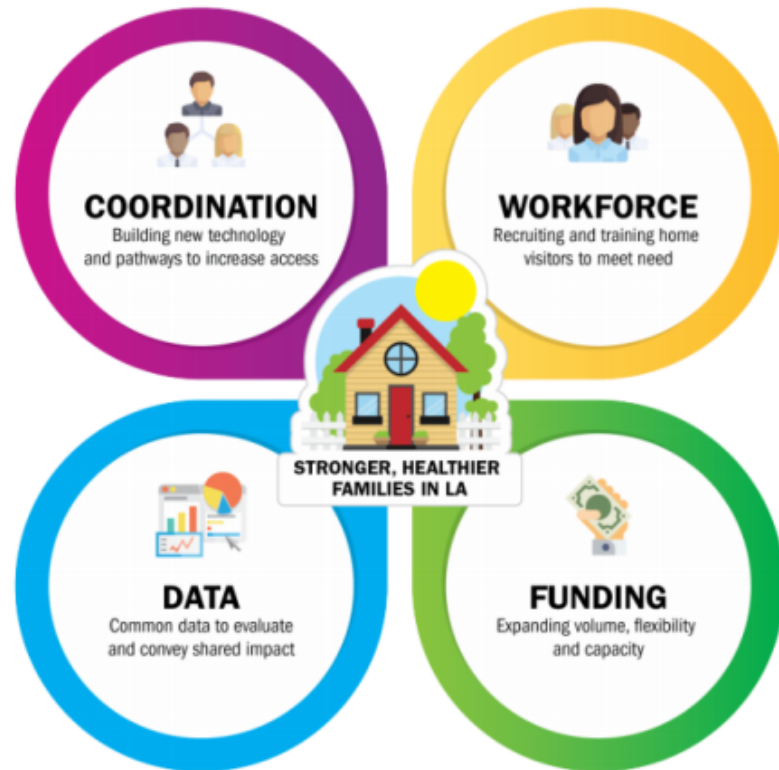 COORDINATION
Building new technology
and pathways to increase access
WORKFORCE
Recruiting and training home
visitors to meet need
STRONGER, HEALTHIER
FAMILIES IN LA
DATA
Common data to evaluate
and convey shared impact
FUNDING
Expanding volume, flexibility
and capacity